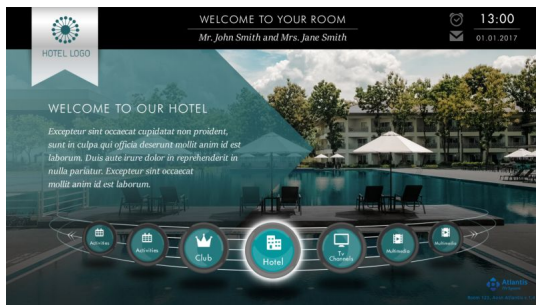 WELCOME TO YOUR ROOM
Mr. John Smith and Mrs. Jane Smith
13:00
01.01.2017
HOTEL LOGO
WELCOME TO OUR HOTEL
Excepteur sint occaecat cupidatat non proident,
sunt in culpa qui officia deserunt mollit anim id est
laborum. Duis aute irure dolor in reprehenderit in
nulla pariatur. Excepteur sint occaecat
mollit anim id est laborum.
Activities
Activities
Club
Hotel
Tv
Channels
Multimedia
Multimedia
Atlantis